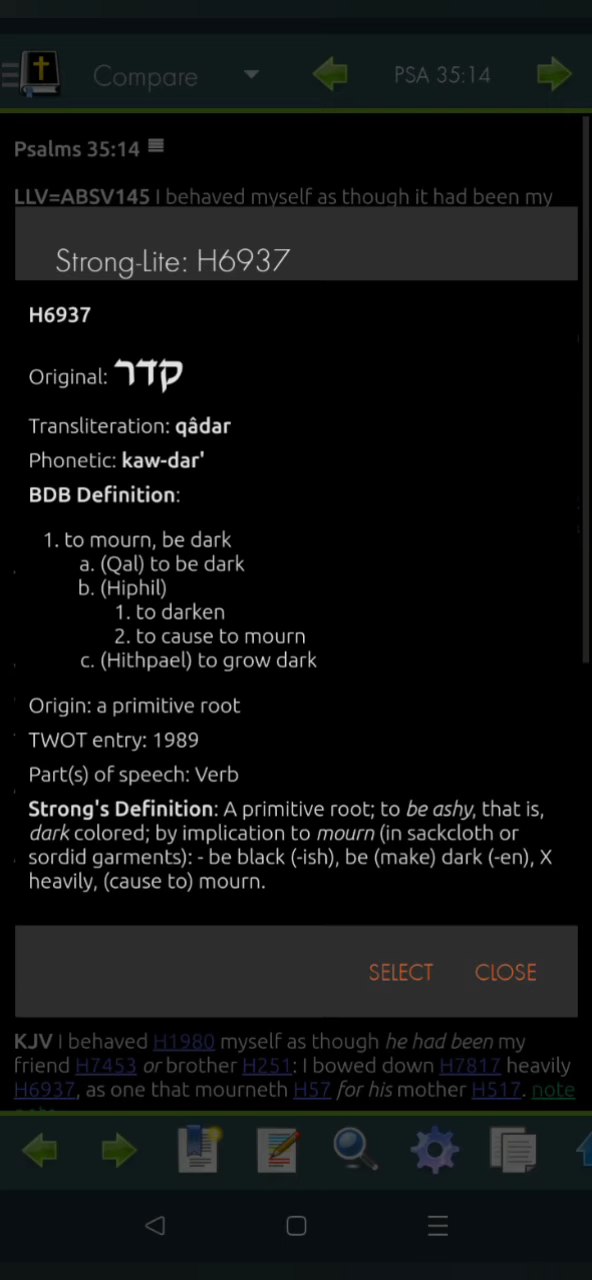 Compare
PSA 35:14
Psalms 35:14
LLV=ABSV145 I behaved myself as though it had been my
Strong-Lite: H6937
H6937
Original: קדר
Transliteration: qâdar
Phonetic: kaw-dar'
BDB Definition:
1. to mourn, be dark
a. (Qal) to be dark
b. (Hiphil)
1. to darken
2. to cause to mourn
c. (Hithpael) to grow dark
Origin: a primitive root
TWOT entry: 1989
Part(s) of speech: Verb
Strong's Definition: A primitive root; to be ashy, that is,
dark colored; by implication to mourn (in sackcloth or
sordid garments): - be black (-ish), be (make) dark (-en), X
heavily, (cause to) mourn.
SELECT CLOSE
KJV I behaved H1980 myself as though he had been my
friend H7453 or brother H251: I bowed down H7817 heavily
H6937, as one that mourneth H57 for his mother H517. note